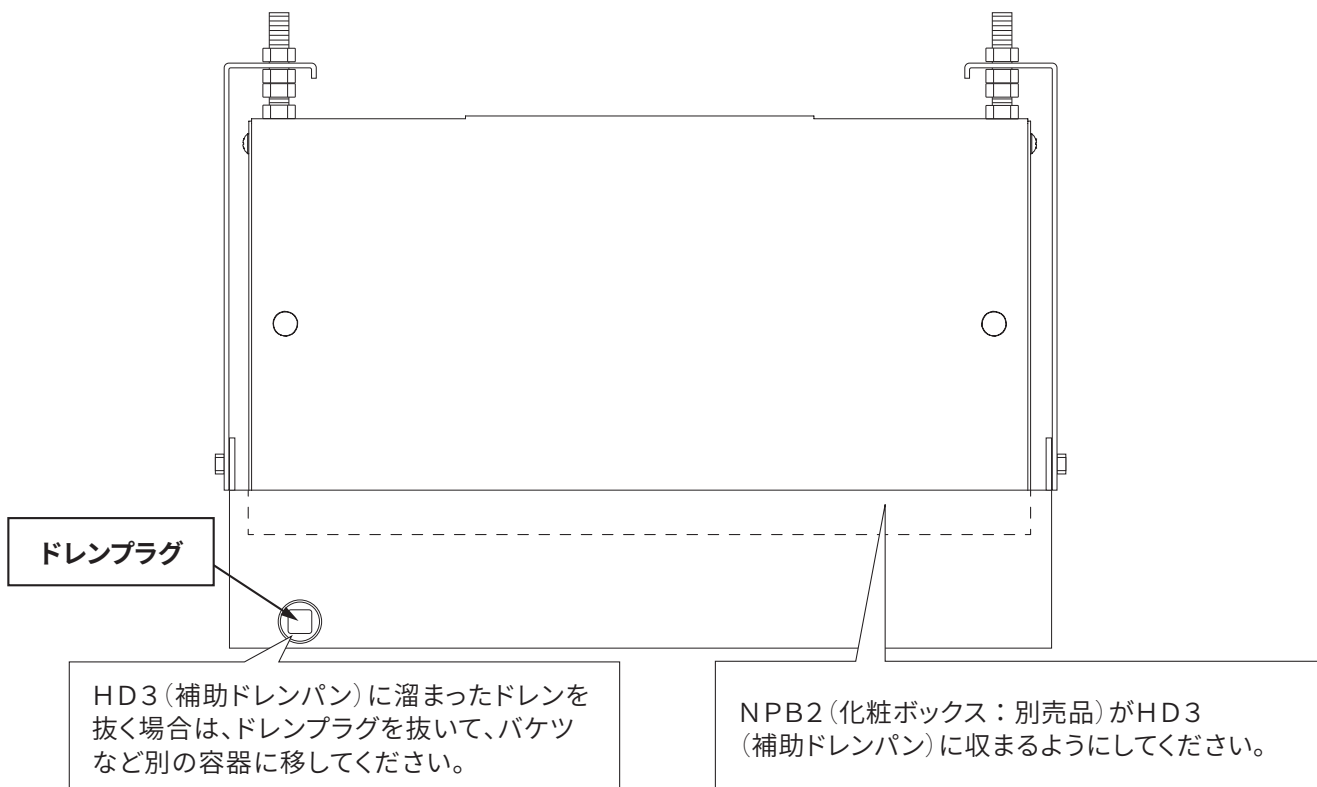 ドレンプラグ
ＨＤ３（補助ドレンパン）に溜まったドレンを
抜く場合は、ドレンプラグを抜いて、バケツ
など別の容器に移してください。
ＮＰＢ２（化粧ボックス：別売品）がＨＤ３
（補助ドレンパン）に収まるようにしてください。